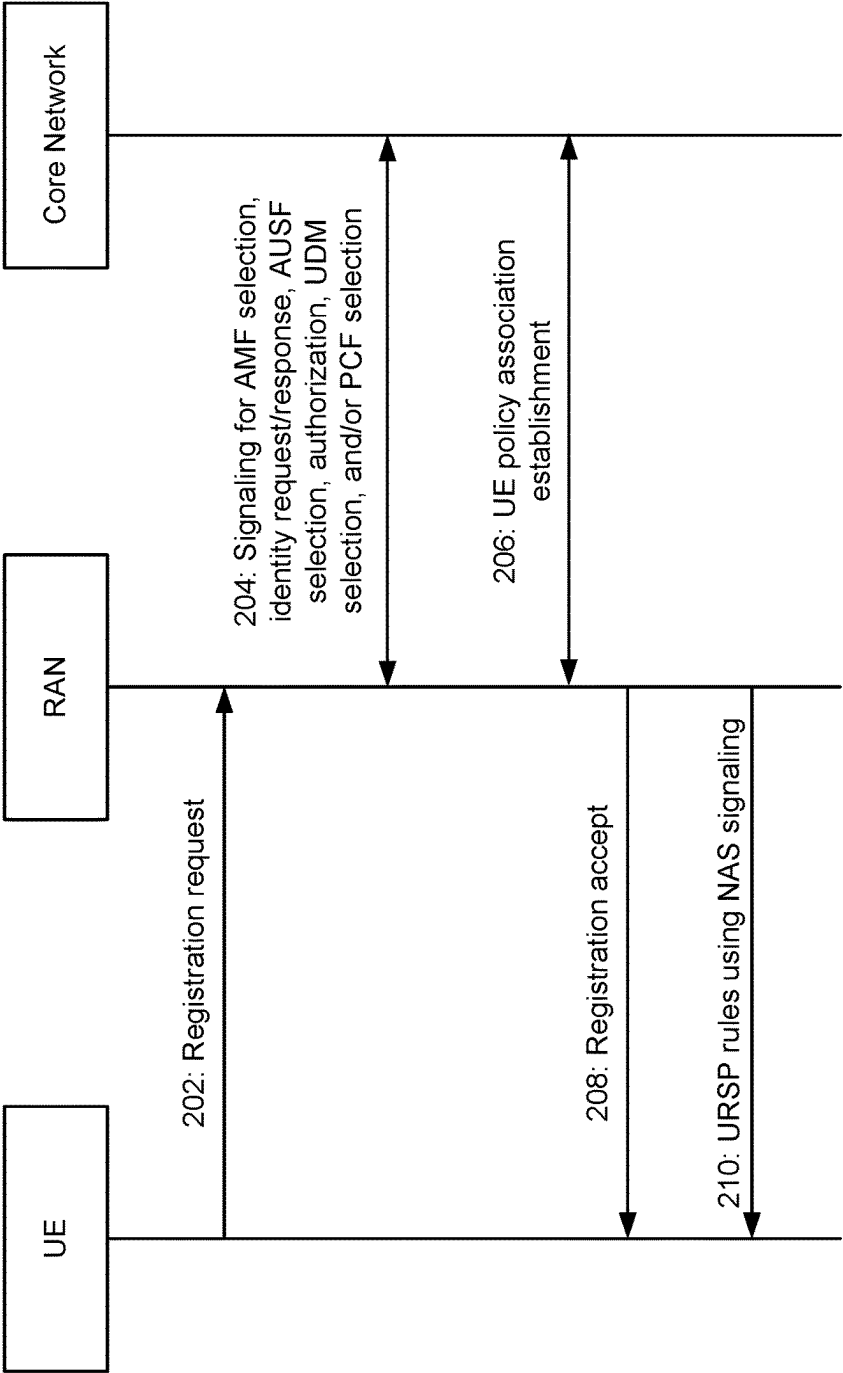 UE
RAN
Core Network
202: Registration request
204: Signaling for AMF selection,
identity request/response, AUSF
selection, authorization, UDM
selection, and/or PCF selection
206: UE policy association
establishment
208: Registration accept
210: URSP rules using NAS signaling